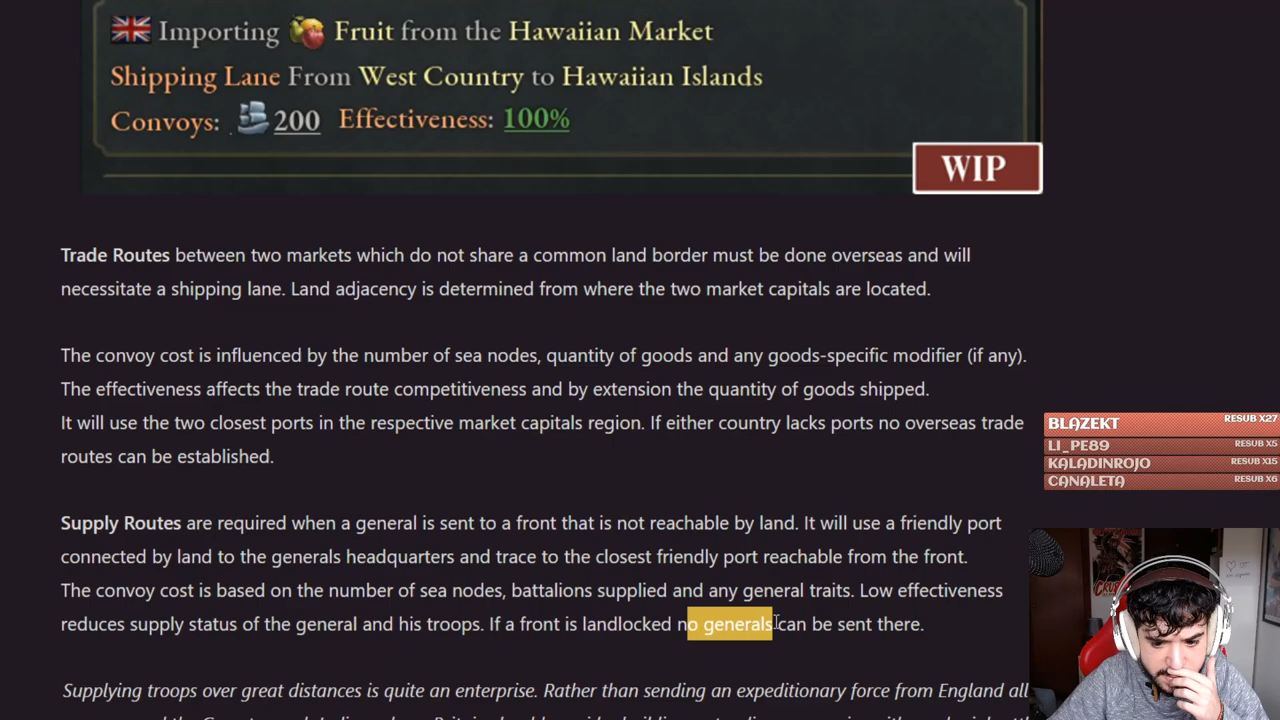 Importing Fruit from the Hawaiian Market
Shipping Lane From West Country to Hawaiian Islands
Convoys: 200 Effectiveness: 100%
WIP
Trade Routes between two markets which do not share a common land border must be done overseas and will
necessitate a shipping lane. Land adjacency is determined from where the two market capitals are located.
The convoy cost is influenced by the number of sea nodes, quantity of goods and any goods-specific modifier (if any).
The effectiveness affects the trade route competitiveness and by extension the quantity of goods shipped.
It will use the two closest ports in the respective market capitals region. If either country lacks ports no overseas trade
routes can be established.
BLAZEKT RESUB X27
LI_PE89 RESUB X5
KALADINROJO RESUB X15
CANALETA RESUB X6
Supply Routes are required when a general is sent to a front that is not reachable by land. It will use a friendly port
connected by land to the generals headquarters and trace to the closest friendly port reachable from the front.
The convoy cost is based on the number of sea nodes, battalions supplied and any general traits. Low effectiveness
reduces supply status of the general and his troops. If a front is landlocked no generals can be sent there.
Supplying troops over great distances is quite an enterprise. Rather than sending an expeditionary force from England all